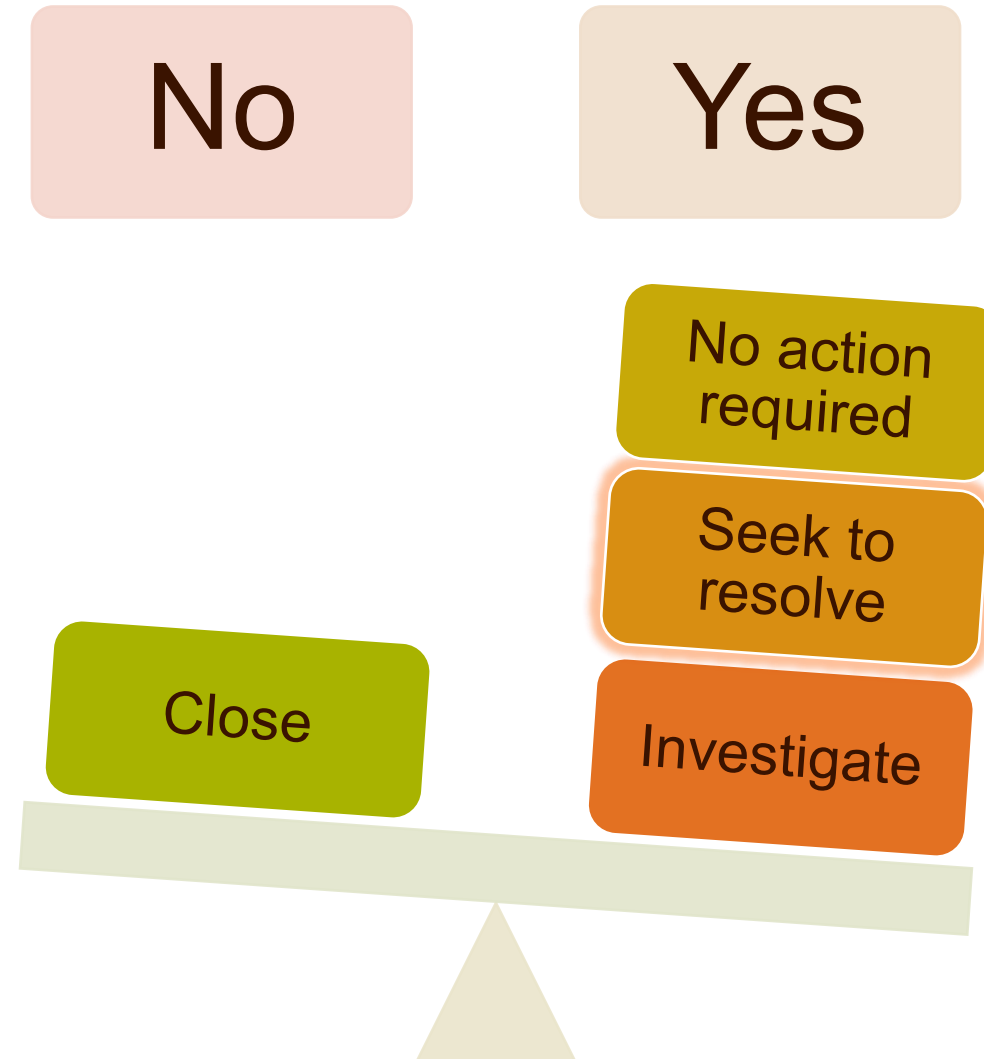 No
Yes
No action
required
Seek to
resolve
Close
Investigate